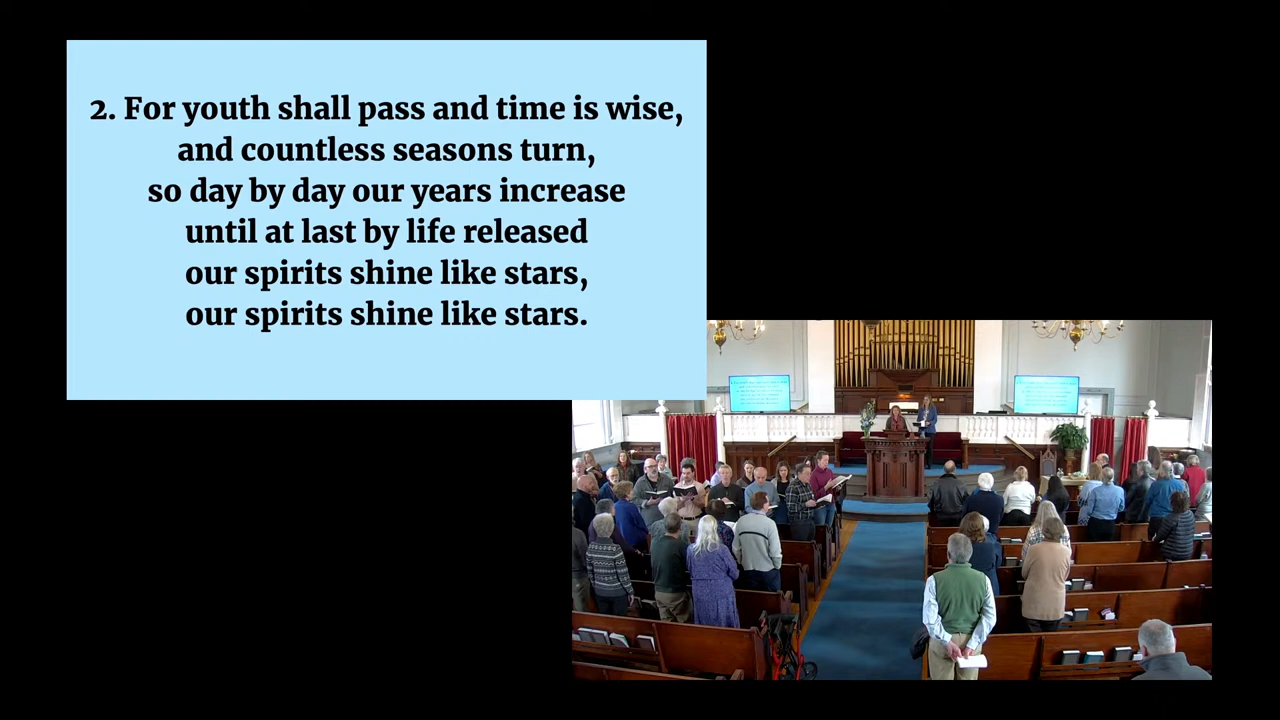 2. For youth shall pass and time is wise,
and countless seasons turn,
so day by day our years increase
until at last by life released
our spirits shine like stars,
our spirits shine like stars.